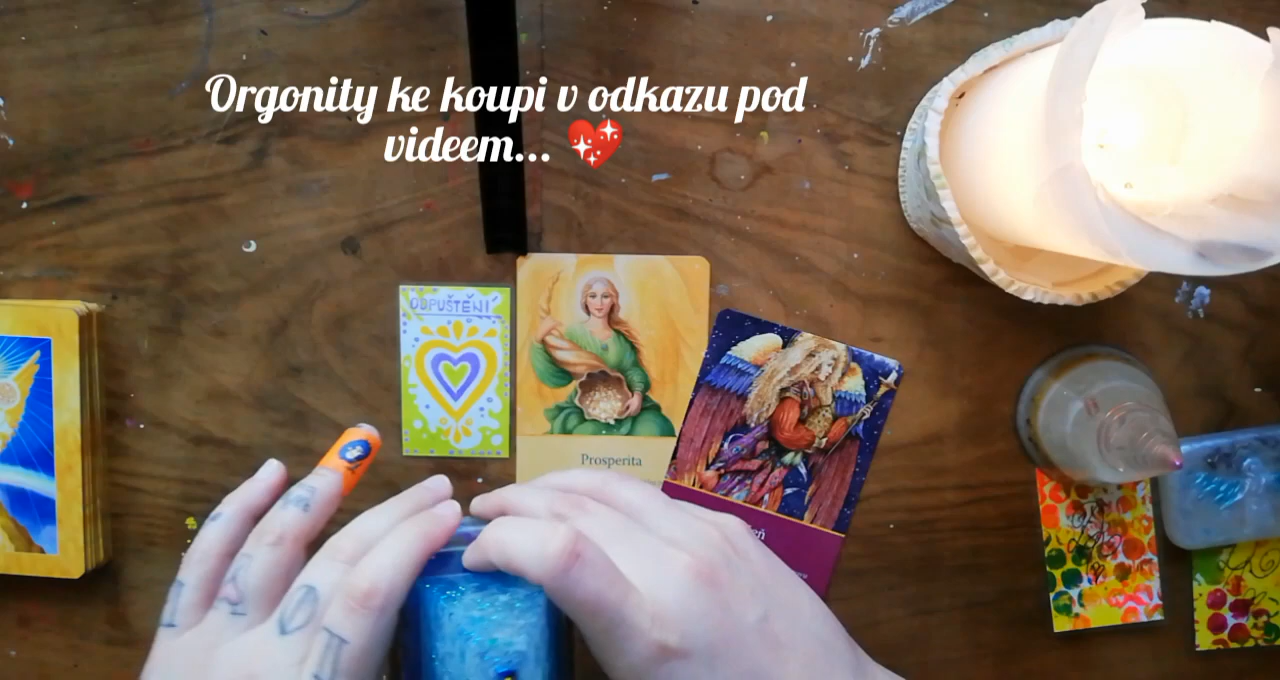 Orgonity ke koupi v odkazu pod
videem... 💖
ODPUŠTĚNÍ
Prosperita